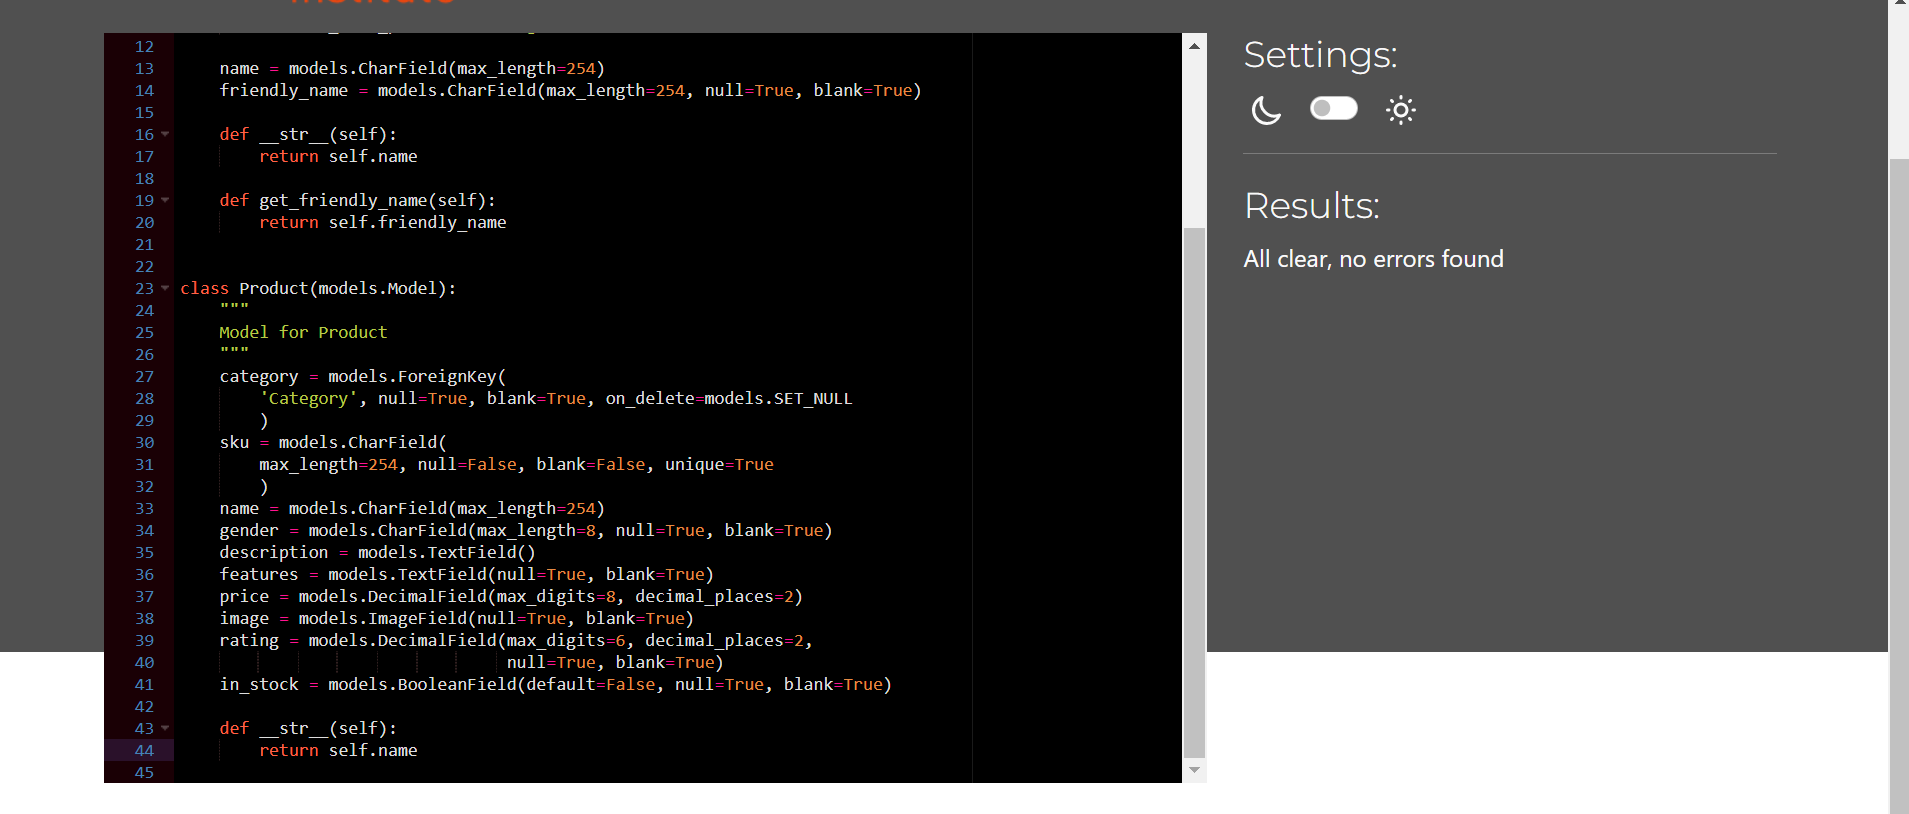 12
13     name = models.CharField(max_length=254)
14     friendly_name = models.CharField(max_length=254, null=True, blank=True)
15
16     def __str__(self):
17         return self.name
18
19     def get_friendly_name(self):
20         return self.friendly_name
21
22
23 class Product(models.Model):
24     """
25     Model for Product
26     """
27     category = models.ForeignKey(
28         'Category', null=True, blank=True, on_delete=models.SET_NULL
29         )
30     sku = models.CharField(
31         max_length=254, null=False, blank=False, unique=True
32         )
33     name = models.CharField(max_length=254)
34     gender = models.CharField(max_length=8, null=True, blank=True)
35     description = models.TextField()
36     features = models.TextField(null=True, blank=True)
37     price = models.DecimalField(max_digits=8, decimal_places=2)
38     image = models.ImageField(null=True, blank=True)
39     rating = models.DecimalField(max_digits=6, decimal_places=2,
40                                  null=True, blank=True)
41     in_stock = models.BooleanField(default=False, null=True, blank=True)
42
43     def __str__(self):
44         return self.name
45
Settings:
Results:
All clear, no errors found